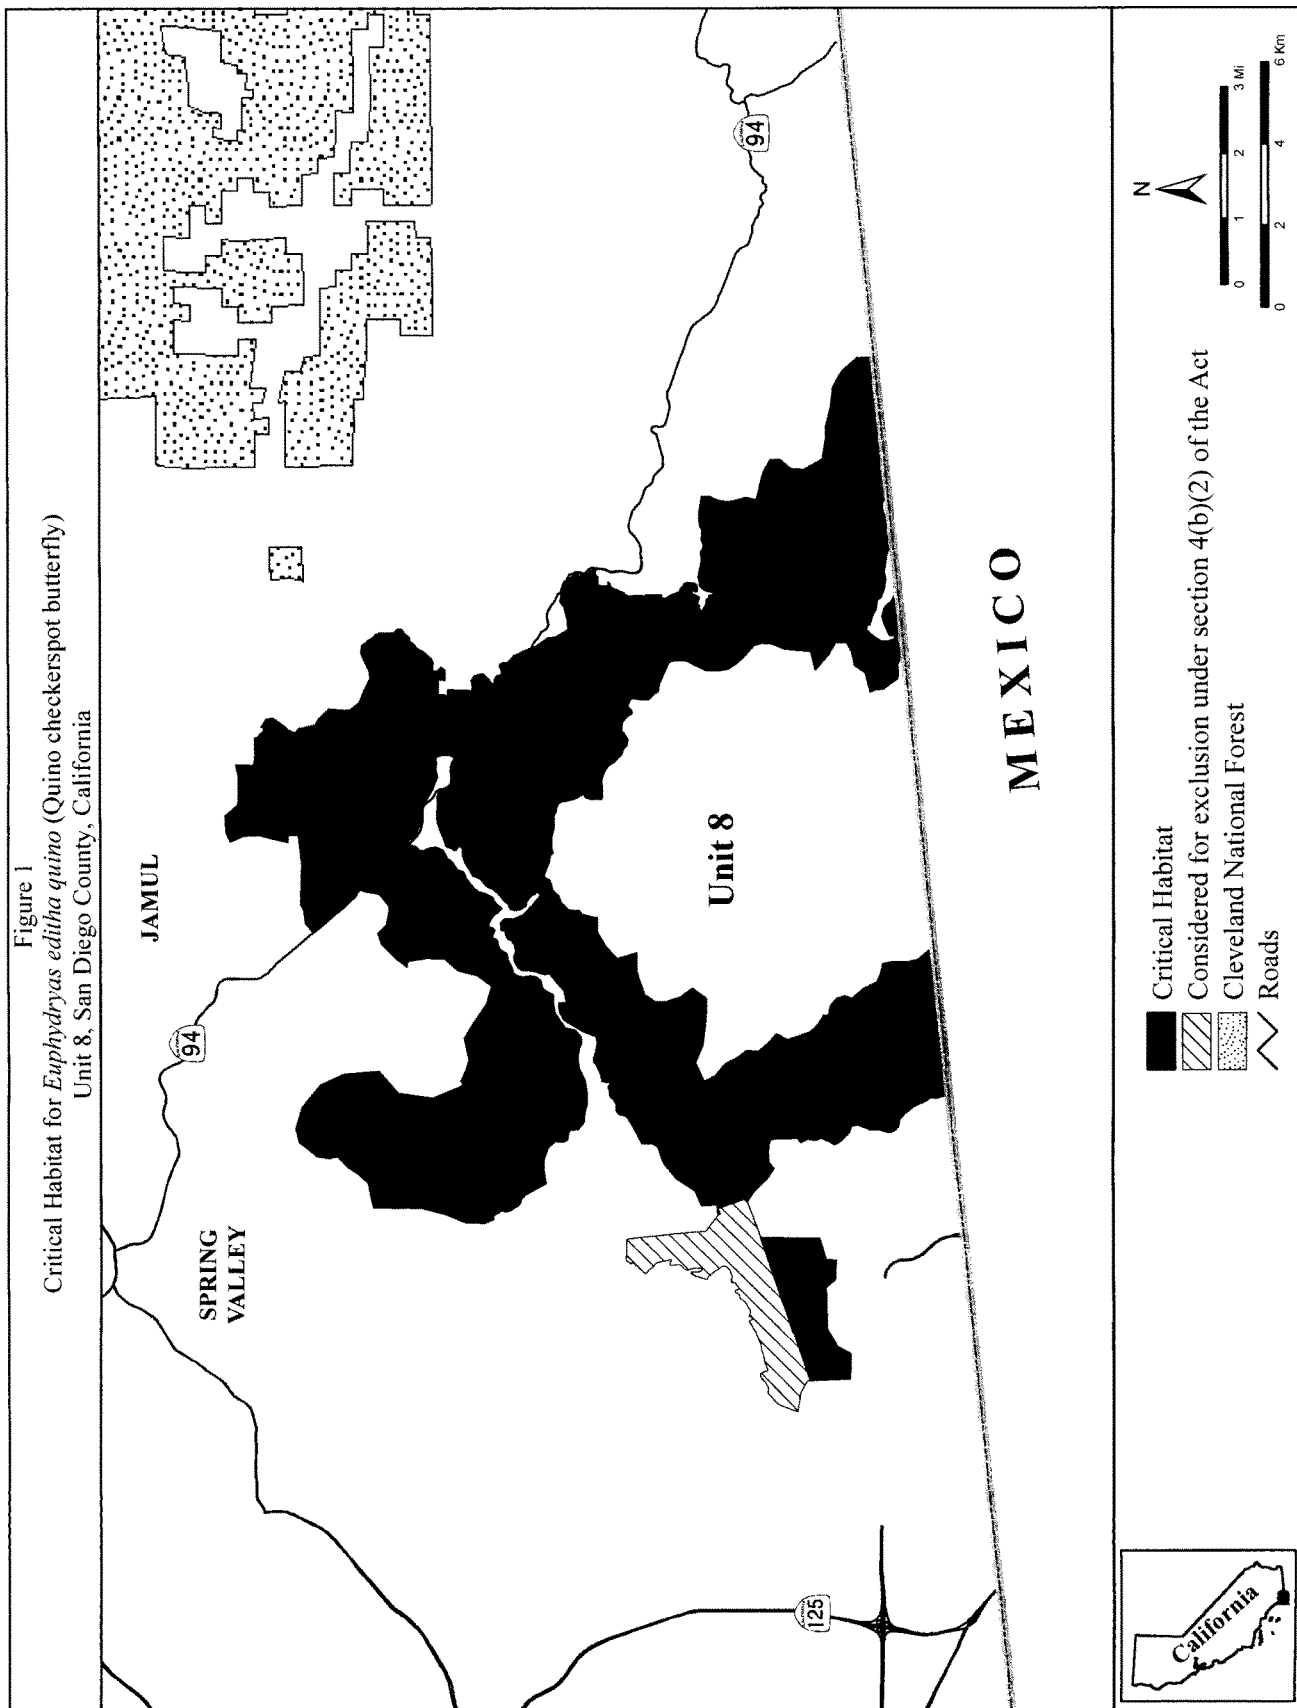 Figure 1
Critical Habitat for Euphydryas editha quino (Quino checkerspot butterfly)
Unit 8, San Diego County, California
JAMUL
94
SPRING
VALLEY
94
Unit 8
125
MEXICO
California
Critical Habitat
Considered for exclusion under section 4(b)(2) of the Act
Cleveland National Forest
Roads
N
0 1 2 3 Mi
0 2 4 6 Km